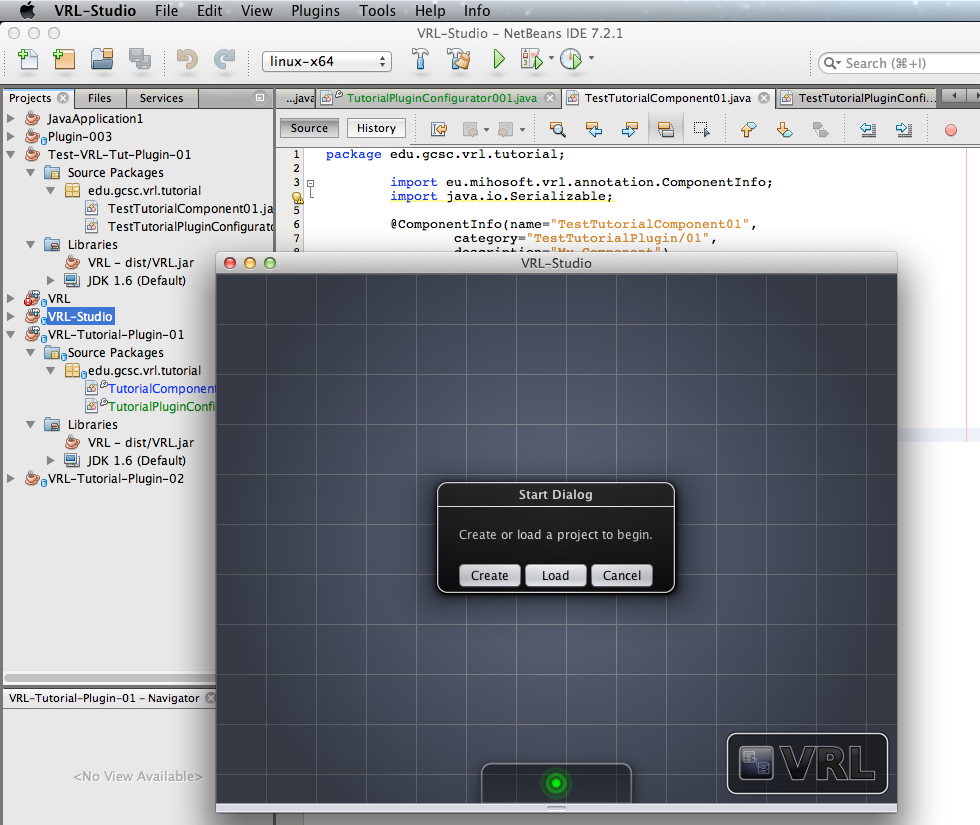 VRL-Studio File Edit View Plugins Tools Help Info
VRL-Studio – NetBeans IDE 7.2.1
linux-x64
Search (⌘+I)
Projects Files Services
...java TutorialPluginConfigurator001.java TestTutorialComponent01.java TestTutorialPluginConfi...
Source History
JavaApplication1
Plugin-003
Test-VRL-Tut-Plugin-01
Source Packages
edu.gcsc.vrl.tutorial
TestTutorialComponent01.ja
TestTutorialPluginConfigurato
Libraries
VRL - dist/VRL.jar
JDK 1.6 (Default)
VRL
VRL-Studio
VRL-Tutorial-Plugin-01
Source Packages
edu.gcsc.vrl.tutorial
TutorialComponent
TutorialPluginConfi
Libraries
VRL - dist/VRL.jar
JDK 1.6 (Default)
VRL-Tutorial-Plugin-02
1 package edu.gcsc.vrl.tutorial;
2
3 import eu.mihosoft.vrl.annotation.ComponentInfo;
import java.io.Serializable;
5
6 @ComponentInfo(name="TestTutorialComponent01",
7 category="TestTutorialPlugin/01",
8 description="My Component")
VRL-Studio
Start Dialog
Create or load a project to begin.
Create Load Cancel
VRL
VRL-Tutorial-Plugin-01 - Navigator
<No View Available>